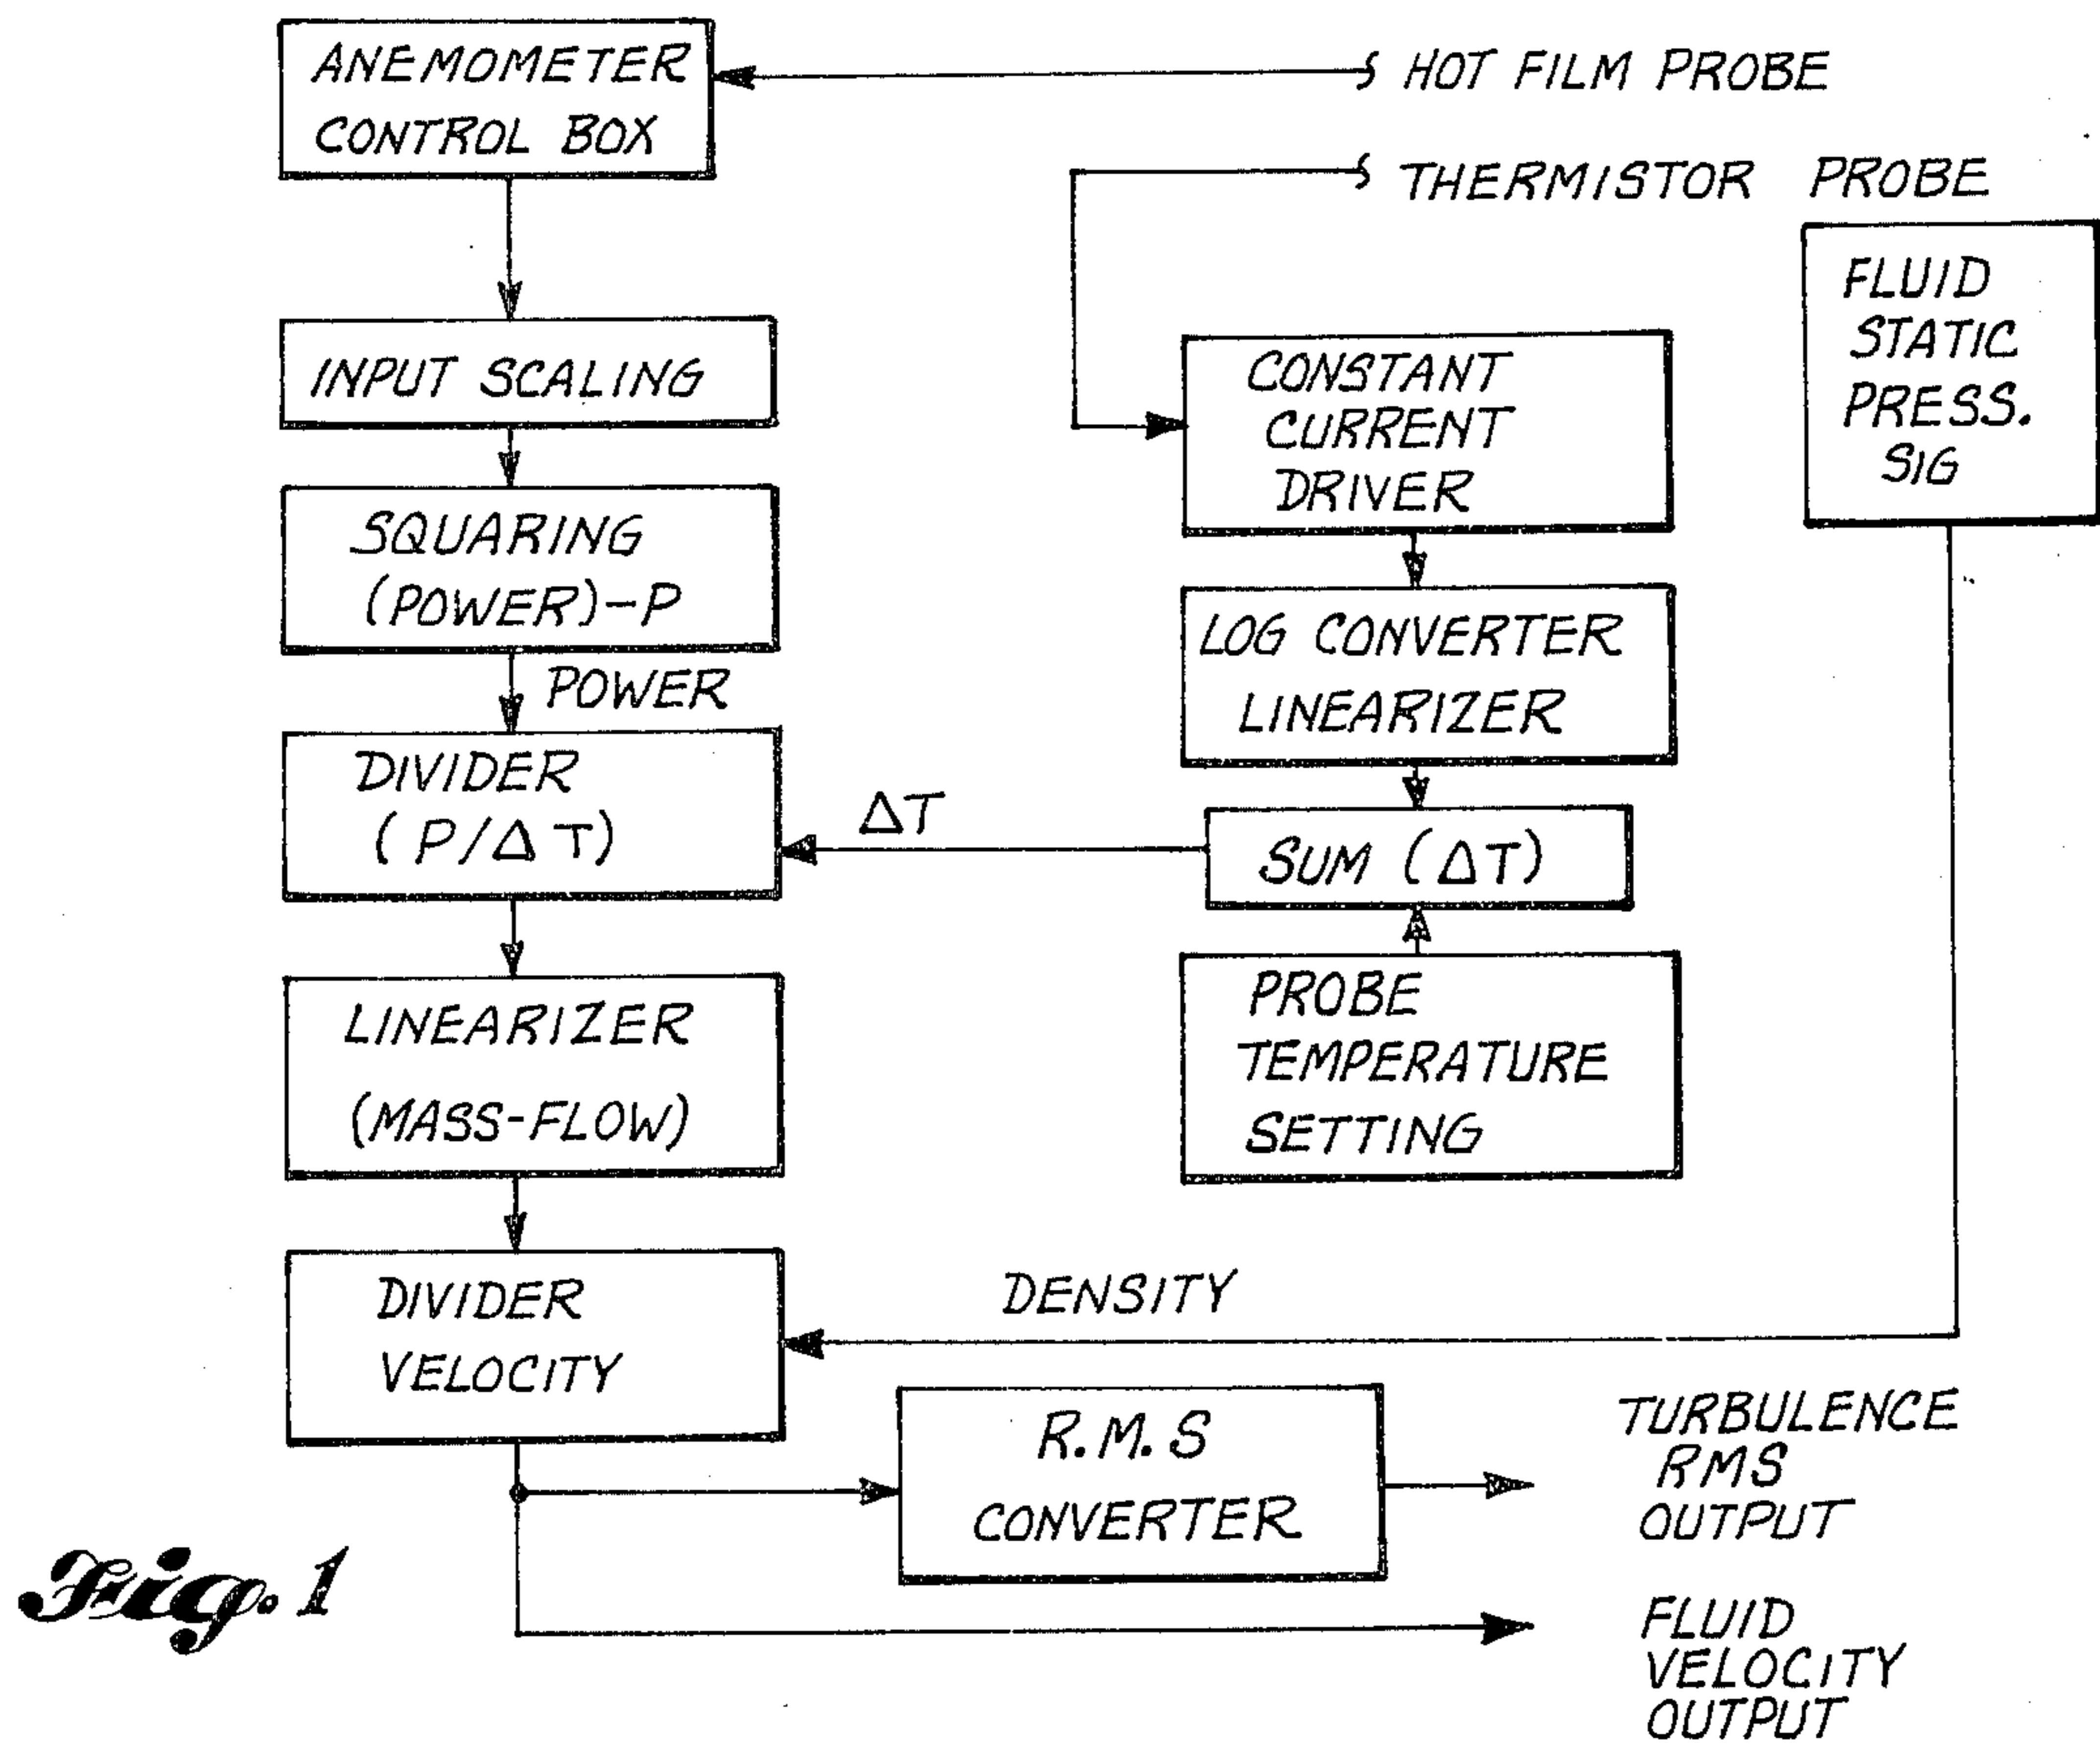 ANEMOMETER
CONTROL BOX
HOT FILM PROBE
THERMISTOR PROBE
FLUID
STATIC
PRESS.
SIG
INPUT SCALING
CONSTANT
CURRENT
DRIVER
SQUARING
(POWER)-P
LOG CONVERTER
LINEARIZER
POWER
DIVIDER
(P/ΔT)
ΔT
SUM (ΔT)
LINEARIZER
(MASS-FLOW)
PROBE
TEMPERATURE
SETTING
DIVIDER
VELOCITY
DENSITY
R.M.S
CONVERTER
TURBULENCE
RMS
OUTPUT
FLUID
VELOCITY
OUTPUT
Fig. 1